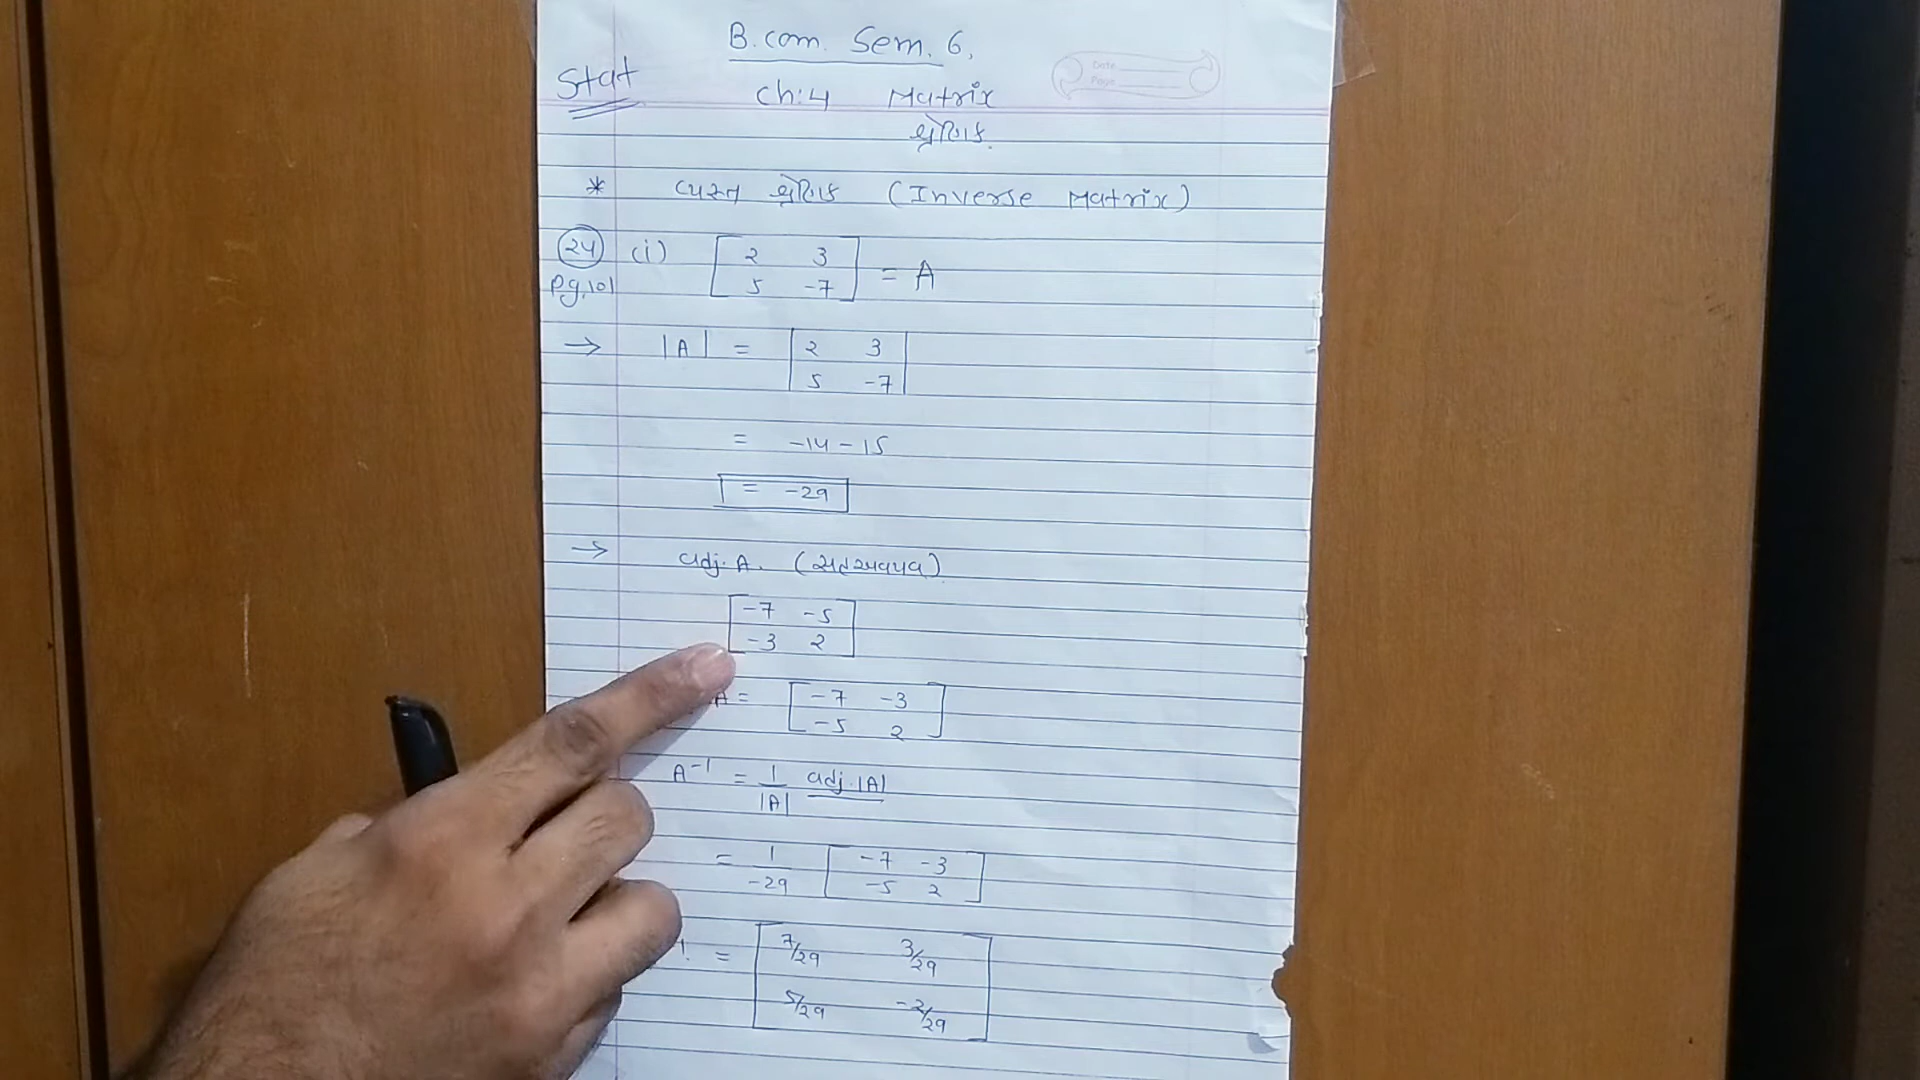 B.com. Sem. 6,
Stat
Date
Page
Ch:4 Matrix
શ્રેણિક.
* વ્યસ્ત શ્રેણિક (Inverse Matrix)
24 (i) [ 2 3 = A
5 -7 ]
Pg.101
→ |A| = | 2 3
5 -7 |
= -14 - 15
= -29
→ adj. A. (સહઅવયવ)
[ -7 -5
-3 2 ]
A = [ -7 -3
-5 2 ]
A⁻¹ = 1/|A| adj. |A|
= 1/-29 [ -7 -3
-5 2 ]
= [ 7/29 3/29
5/29 -2/29 ]